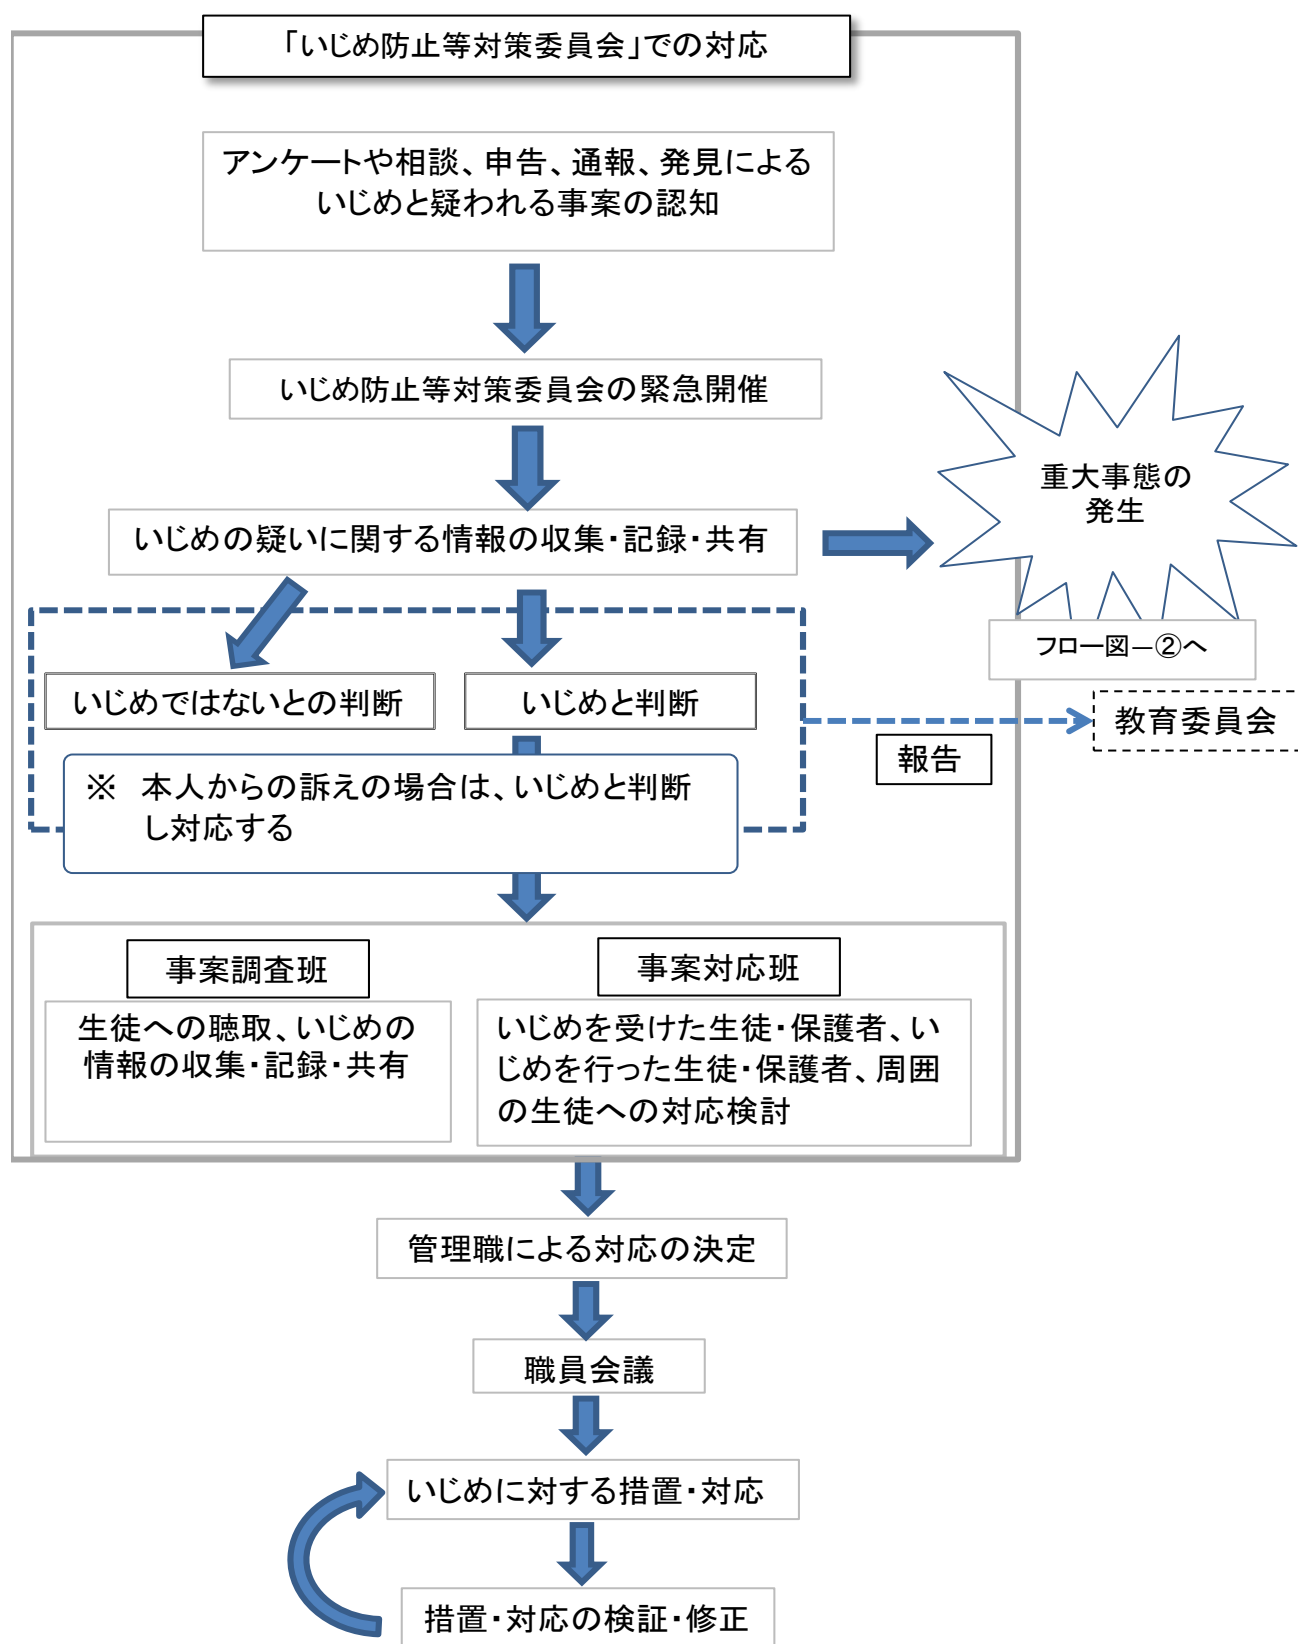 「いじめ防止等対策委員会」での対応
アンケートや相談、申告、通報、発見による
いじめと疑われる事案の認知
いじめ防止等対策委員会の緊急開催
重大事態の
発生
いじめの疑いに関する情報の収集・記録・共有
フロー図―②へ
いじめではないとの判断
いじめと判断
教育委員会
報告
※　本人からの訴えの場合は、いじめと判断
し対応する
事案調査班
生徒への聴取、いじめの
情報の収集・記録・共有
事案対応班
いじめを受けた生徒・保護者、い
じめを行った生徒・保護者、周囲
の生徒への対応検討
管理職による対応の決定
職員会議
いじめに対する措置・対応
措置・対応の検証・修正